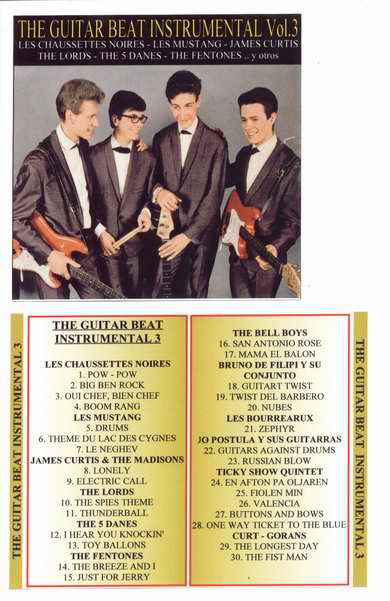 THE GUITAR BEAT INSTRUMENTAL Vol.3
LES CHAUSSETTES NOIRES - LES MUSTANG - JAMES CURTIS
THE LORDS - THE 5 DANES - THE FENTONES .. y otros
THE GUITAR BEAT INSTRUMENTAL 3
THE GUITAR BEAT
INSTRUMENTAL 3
LES CHAUSSETTES NOIRES
1. POW - POW
2. BIG BEN ROCK
3. OUI CHEF, BIEN CHEF
4. BOOM RANG
LES MUSTANG
5. DRUMS
6. THEME DU LAC DES CYGNES
7. LE NEGHEV
JAMES CURTIS & THE MADISONS
8. LONELY
9. ELECTRIC CALL
THE LORDS
10. THE SPIES THEME
11. THUNDERBALL
THE 5 DANES
12. I HEAR YOU KNOCKIN'
13. TOY BALLONS
THE FENTONES
14. THE BREEZE AND I
15. JUST FOR JERRY
THE BELL BOYS
16. SAN ANTONIO ROSE
17. MAMA EL BALON
BRUNO DE FILIPI Y SU
CONJUNTO
18. GUITART TWIST
19. TWIST DEL BARBERO
20. NUBES
LES BOURREARUX
21. ZEPHYR
JO POSTULA Y SUS GUITARRAS
22. GUITARS AGAINST DRUMS
23. RUSSIAN BLOW
TICKY SHOW QUINTET
24. EN AFTON PA OLJAREN
25. FIOLEN MIN
26. VALENCIA
27. BUTTONS AND BOWS
28. ONE WAY TICKET TO THE BLUE
CURT - GORANS
29. THE LONGEST DAY
30. THE FIST MAN
THE GUITAR BEAT INSTRUMENTAL 3